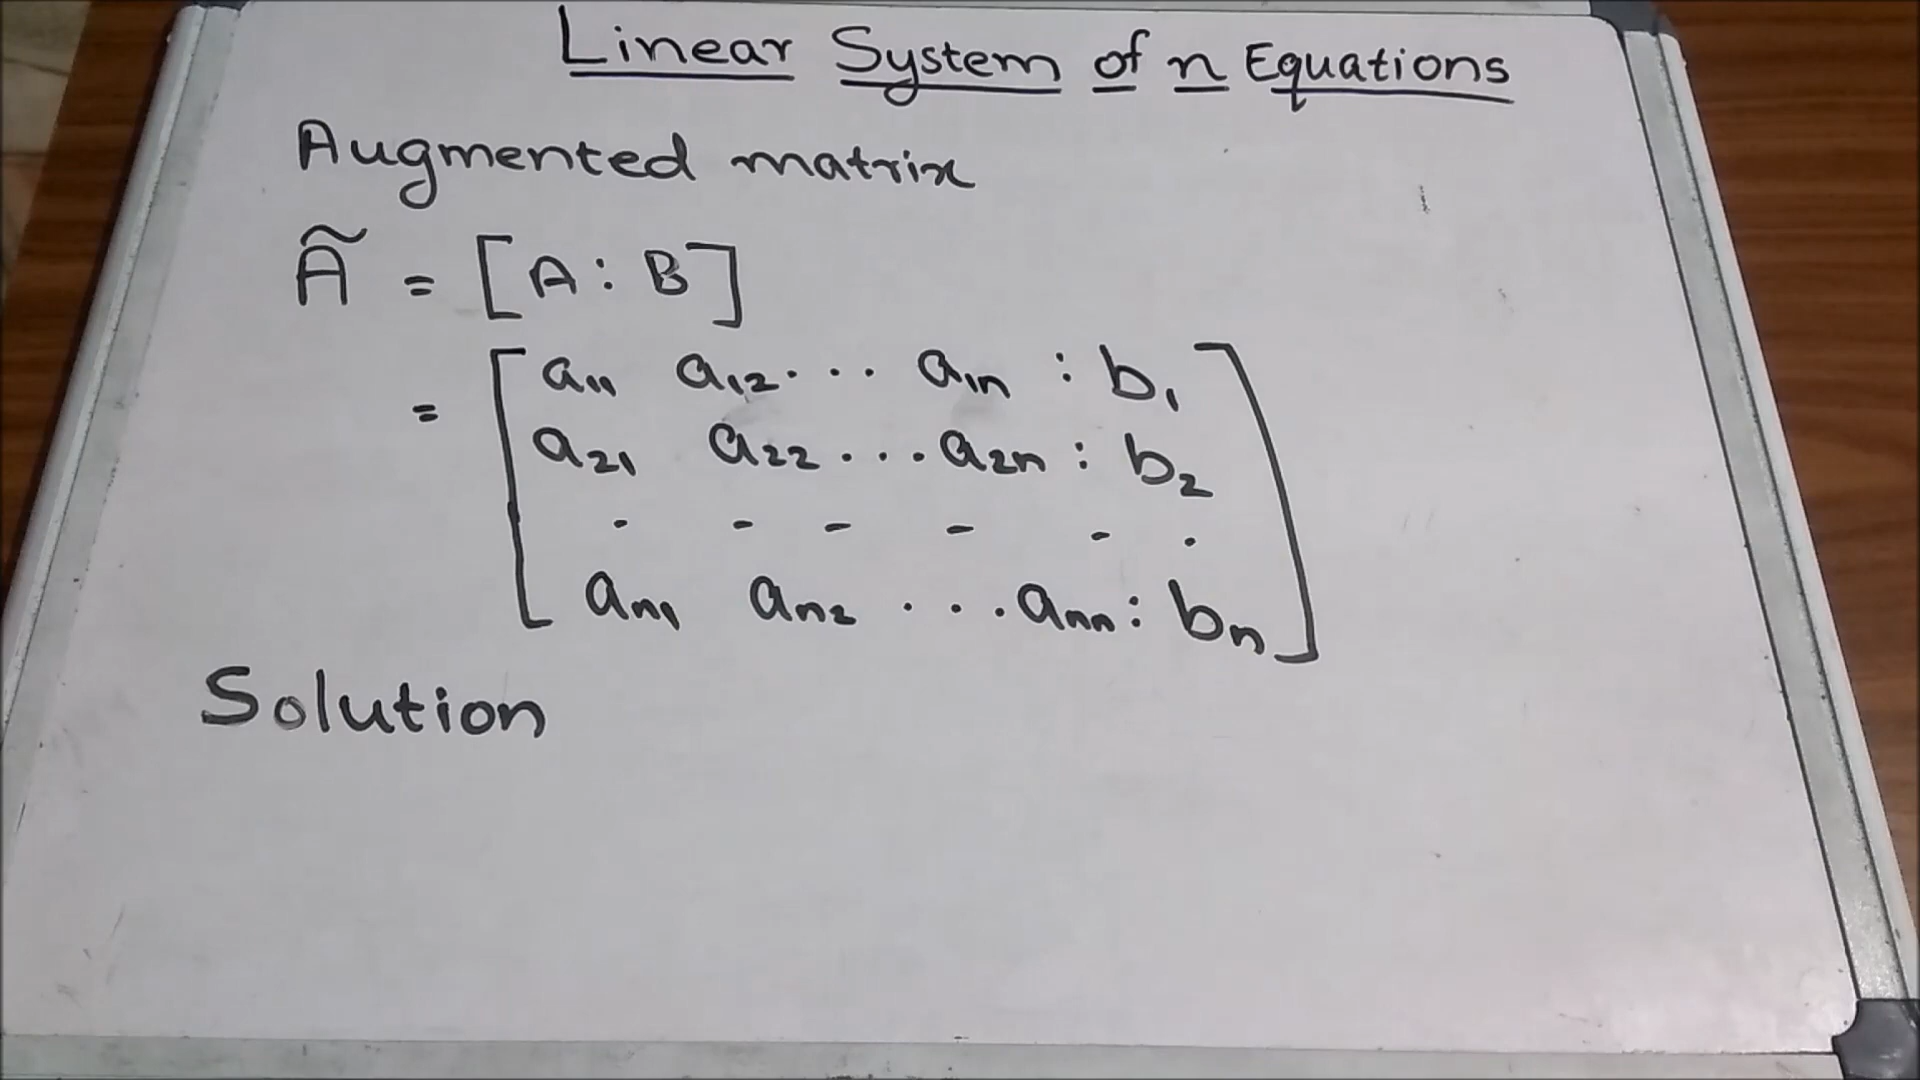 Linear System of n Equations
Augmented matrix
Ã = [A : B]
= [ a₁₁ a₁₂ ... a₁ₙ : b₁
a₂₁ a₂₂ ... a₂ₙ : b₂
. - - - - .
aₙ₁ aₙ₂ ... aₙₙ : bₙ ]
Solution